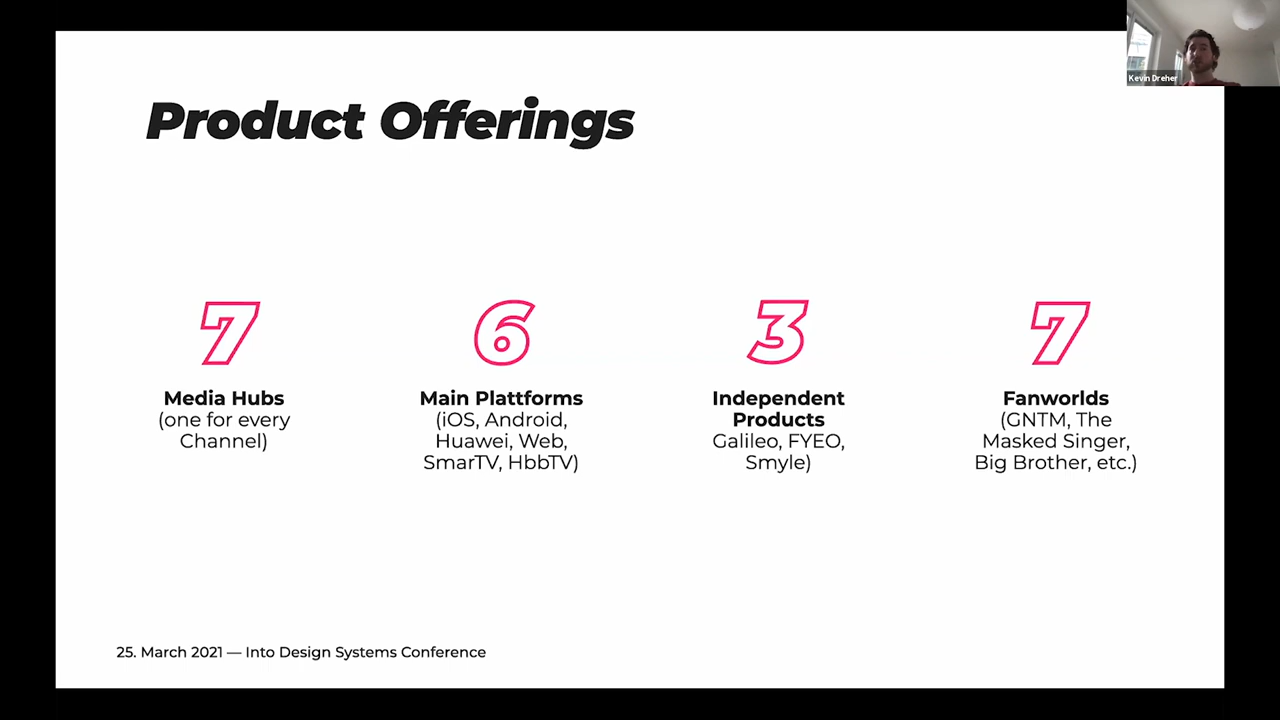 Kevin Dreher
Product Offerings
7
Media Hubs
(one for every
Channel)
6
Main Plattforms
(iOS, Android,
Huawei, Web,
SmarTV, HbbTV)
3
Independent
Products
Galileo, FYEO,
Smyle)
7
Fanworlds
(GNTM, The
Masked Singer,
Big Brother, etc.)
25. March 2021 — Into Design Systems Conference